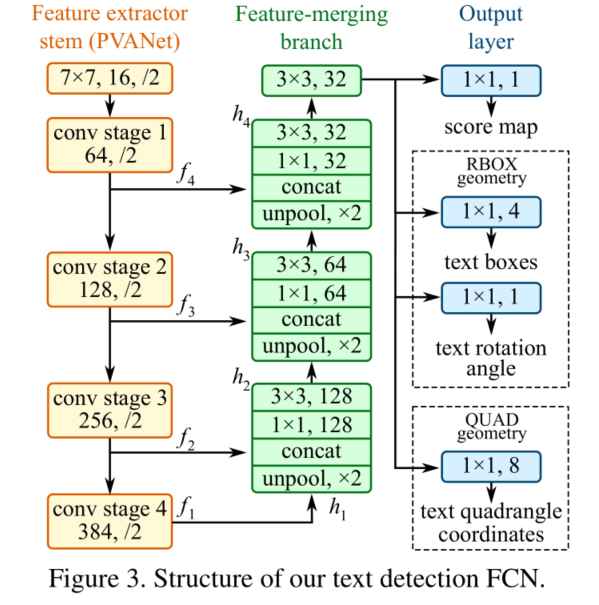 Feature extractor
stem (PVANet)
7×7, 16, /2
conv stage 1
64, /2
f4
conv stage 2
128, /2
f3
conv stage 3
256, /2
f2
conv stage 4
384, /2
f1
Feature-merging
branch
3×3, 32
h4
3×3, 32
1×1, 32
concat
unpool, ×2
h3
3×3, 64
1×1, 64
concat
unpool, ×2
h2
3×3, 128
1×1, 128
concat
unpool, ×2
h1
Output
layer
1×1, 1
score map
RBOX
geometry
1×1, 4
text boxes
1×1, 1
text rotation
angle
QUAD
geometry
1×1, 8
text quadrangle
coordinates
Figure 3. Structure of our text detection FCN.